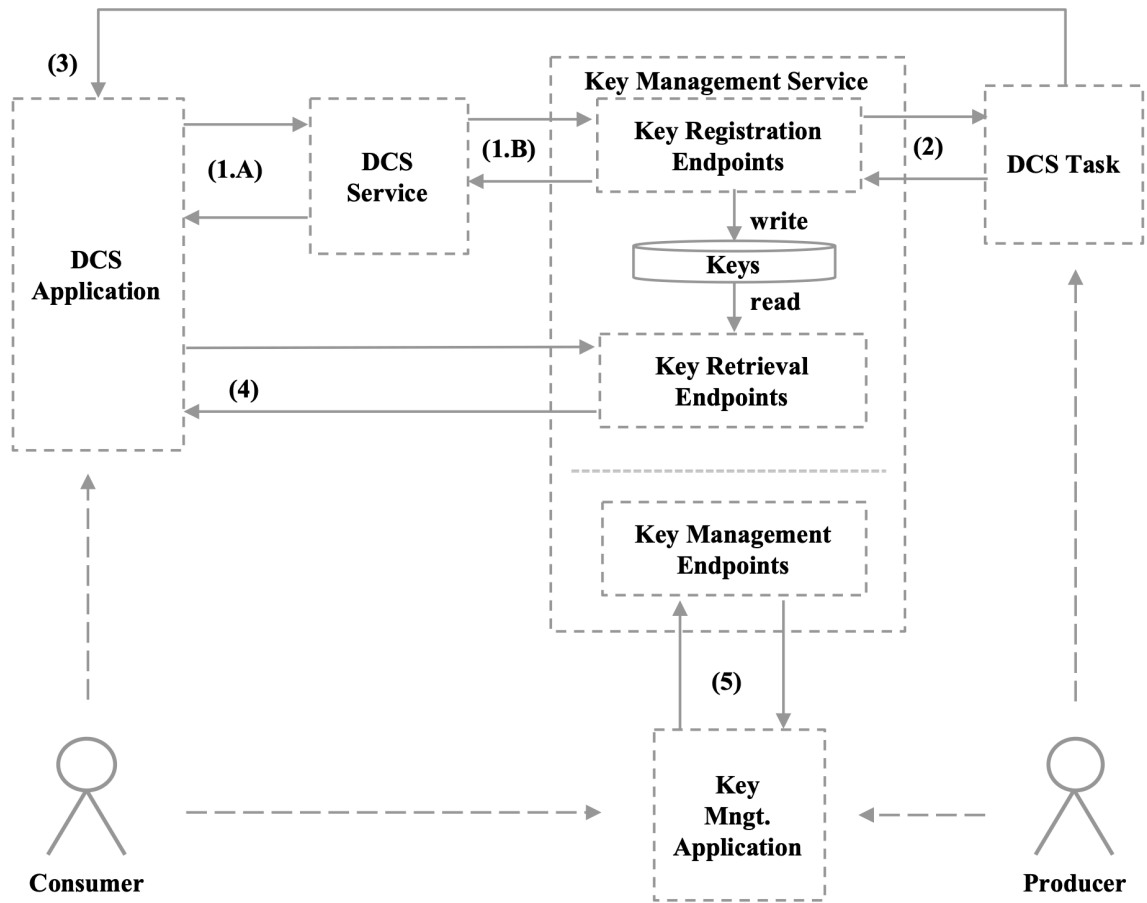 (3)
Key Management Service
Key Registration
Endpoints
(1.A)
DCS
Service
(1.B)
(2)
DCS Task
write
Keys
read
DCS
Application
Key Retrieval
Endpoints
(4)
Key Management
Endpoints
(5)
Key
Mngt.
Application
Consumer
Producer